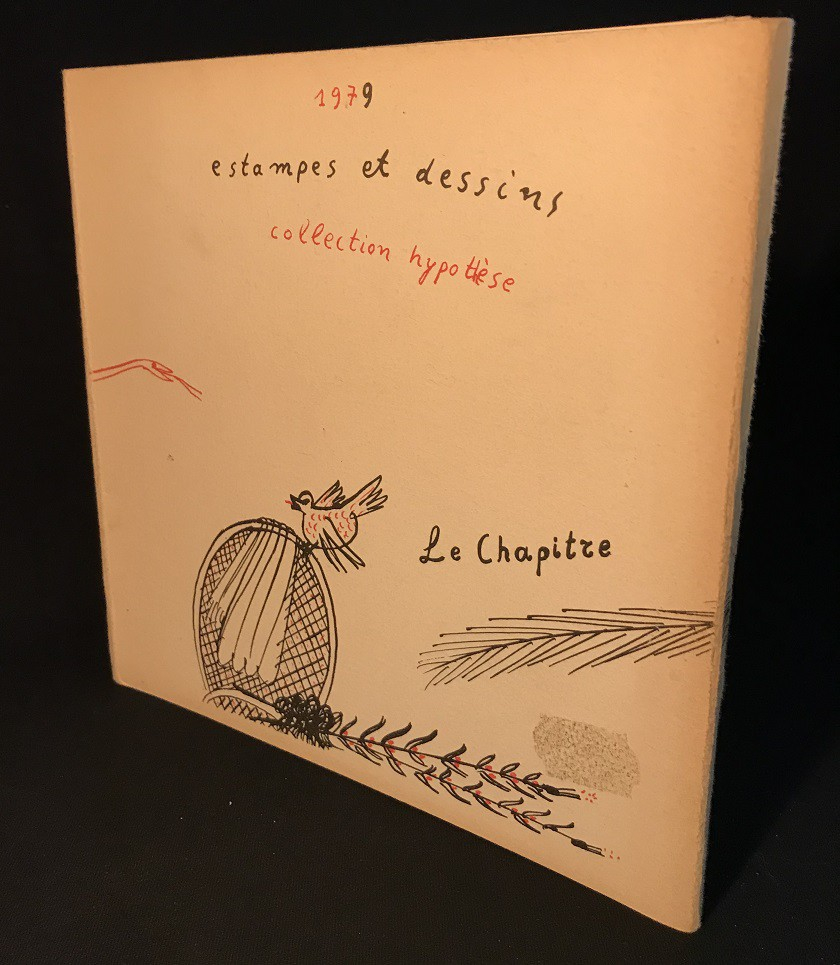 1979
estampes et dessins
collection hypothèse
Le Chapitre